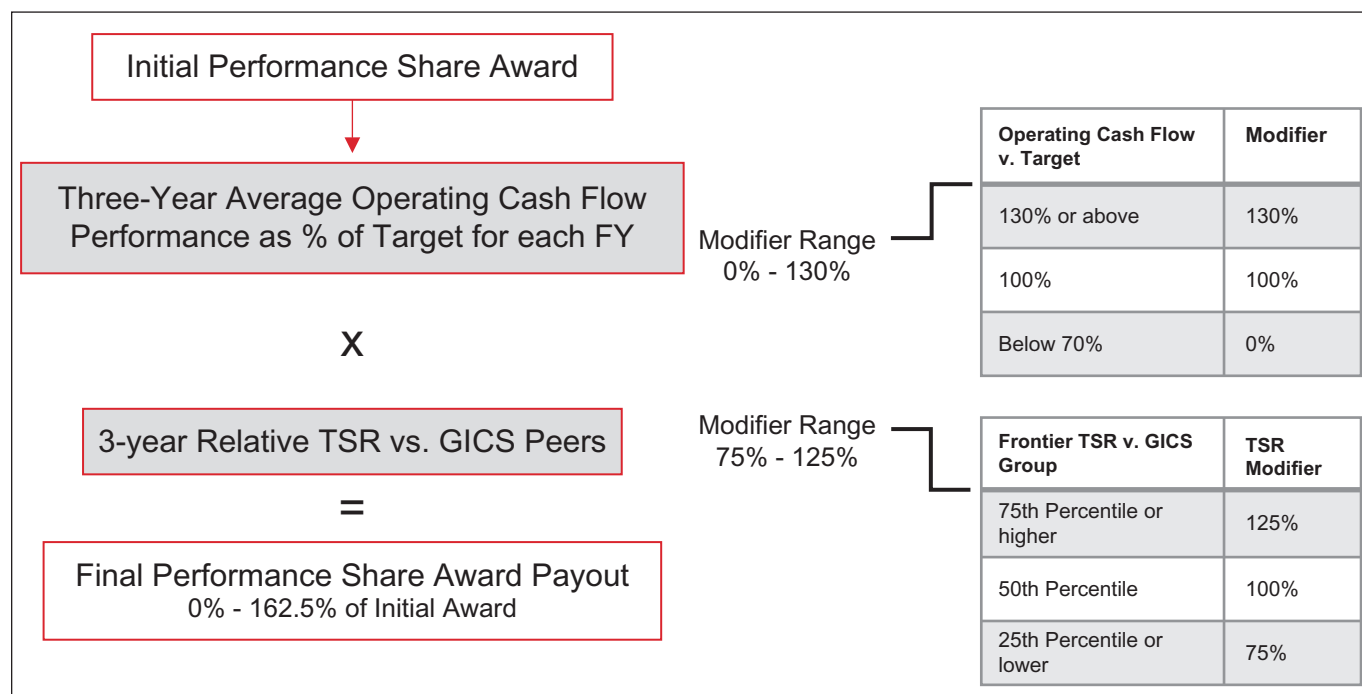 Initial Performance Share Award
Three-Year Average Operating Cash Flow
Performance as % of Target for each FY
x
3-year Relative TSR vs. GICS Peers
=
Final Performance Share Award Payout
0% - 162.5% of Initial Award
Modifier Range
0% - 130%
Operating Cash Flow
v. Target
Modifier
130% or above
130%
100%
100%
Below 70%
0%
Modifier Range
75% - 125%
Frontier TSR v. GICS
Group
TSR
Modifier
75th Percentile or
higher
125%
50th Percentile
100%
25th Percentile or
lower
75%